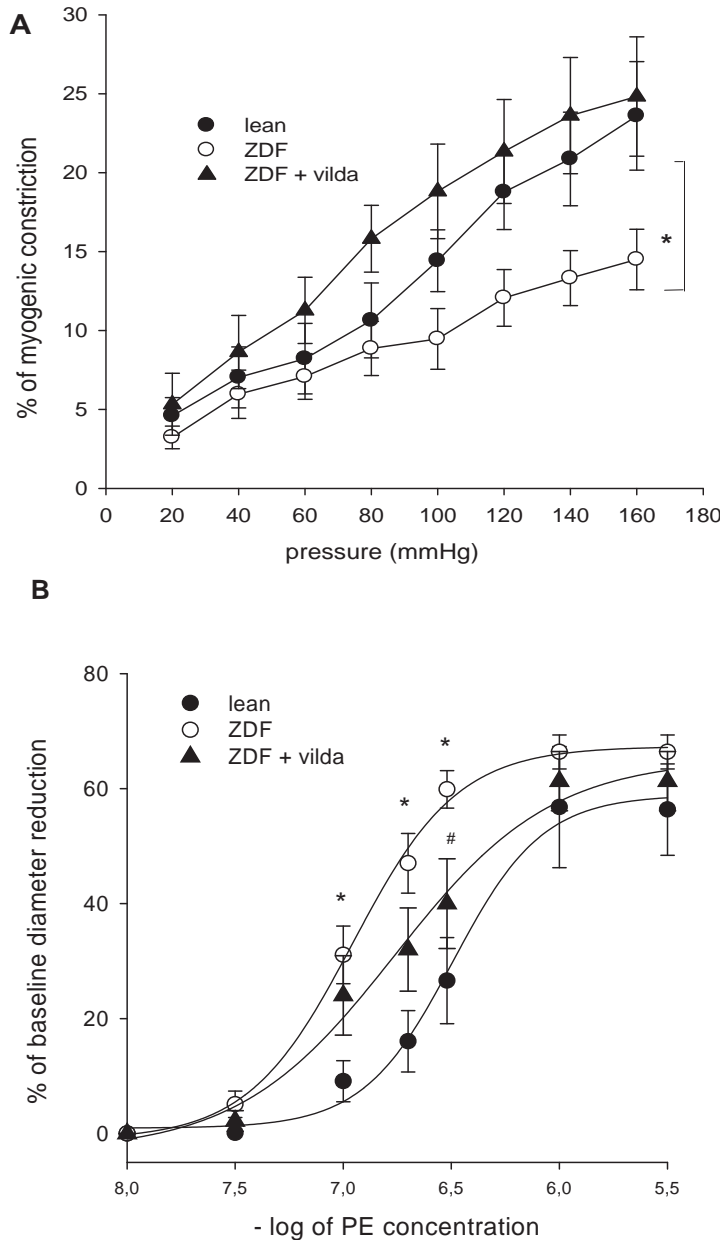 A
% of myogenic constriction
30
25
20
15
10
5
0
lean
ZDF
ZDF + vilda
*
0 20 40 60 80 100 120 140 160 180
pressure (mmHg)
B
% of baseline diameter reduction
80
60
40
20
0
lean
ZDF
ZDF + vilda
*
*
*
#
8,0 7,5 7,0 6,5 6,0 5,5
- log of PE concentration